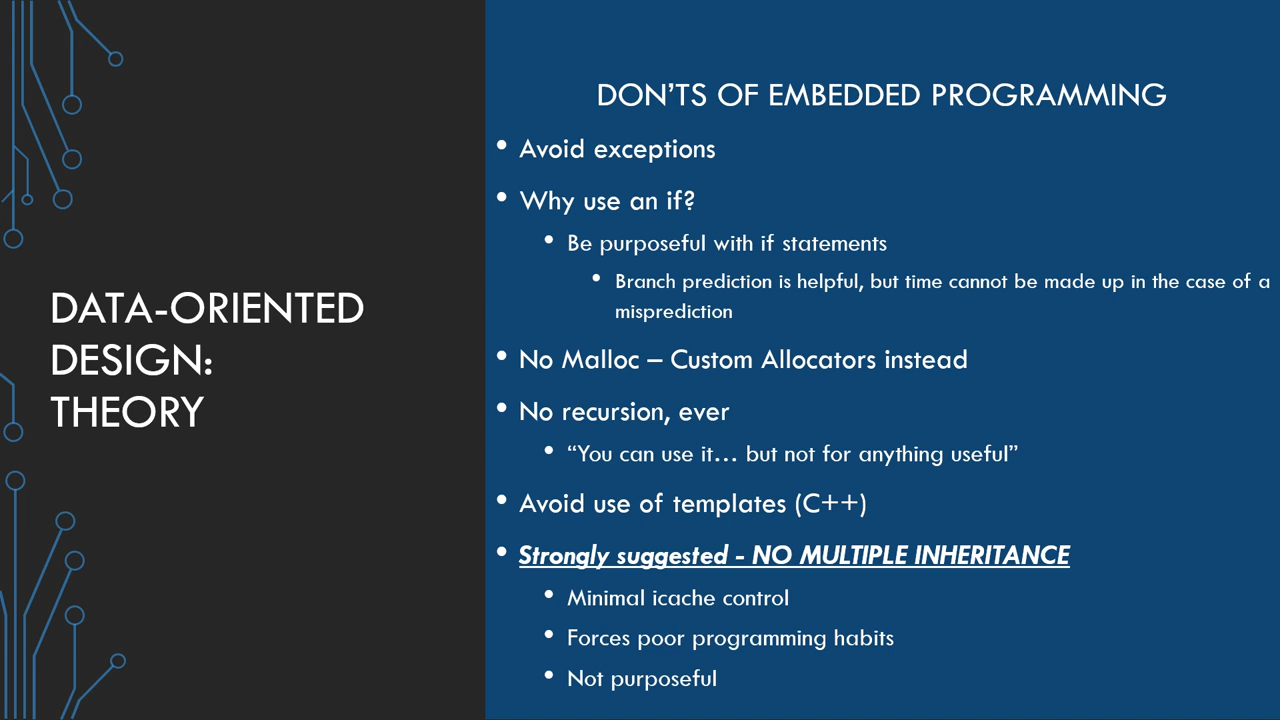 DATA-ORIENTED
DESIGN:
THEORY
DON’TS OF EMBEDDED PROGRAMMING
• Avoid exceptions
• Why use an if?
• Be purposeful with if statements
• Branch prediction is helpful, but time cannot be made up in the case of a
misprediction
• No Malloc – Custom Allocators instead
• No recursion, ever
• “You can use it… but not for anything useful”
• Avoid use of templates (C++)
• Strongly suggested - NO MULTIPLE INHERITANCE
• Minimal icache control
• Forces poor programming habits
• Not purposeful